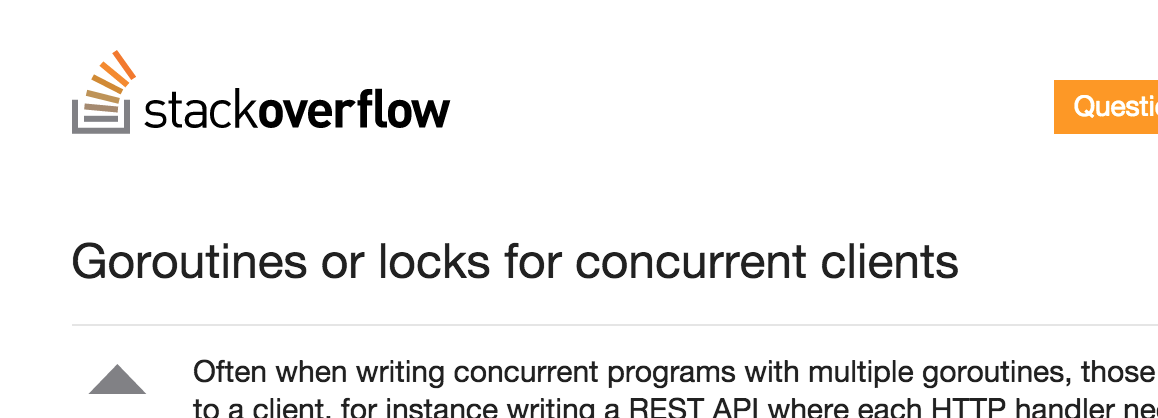 stackoverflow
Questi
Goroutines or locks for concurrent clients
Often when writing concurrent programs with multiple goroutines, those
to a client, for instance writing a REST API where each HTTP handler ne